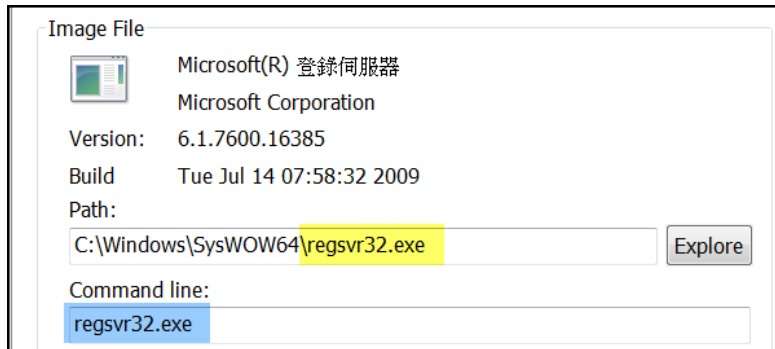 Image File
Microsoft(R) 登錄伺服器
Microsoft Corporation
Version: 6.1.7600.16385
Build Tue Jul 14 07:58:32 2009
Path:
C:\Windows\SysWOW64\regsvr32.exe Explore
Command line:
regsvr32.exe